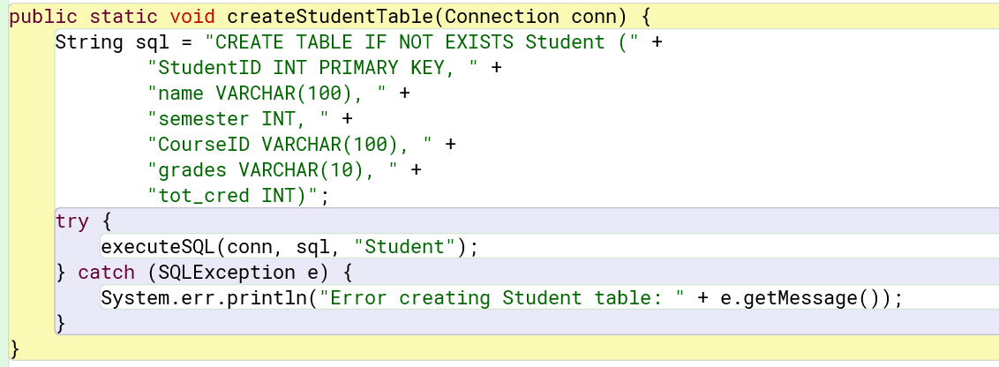 public static void createStudentTable(Connection conn) {
String sql = "CREATE TABLE IF NOT EXISTS Student (" +
"StudentID INT PRIMARY KEY, " +
"name VARCHAR(100), " +
"semester INT, " +
"CourseID VARCHAR(100), " +
"grades VARCHAR(10), " +
"tot_cred INT)";
try {
executeSQL(conn, sql, "Student");
} catch (SQLException e) {
System.err.println("Error creating Student table: " + e.getMessage());
}
}